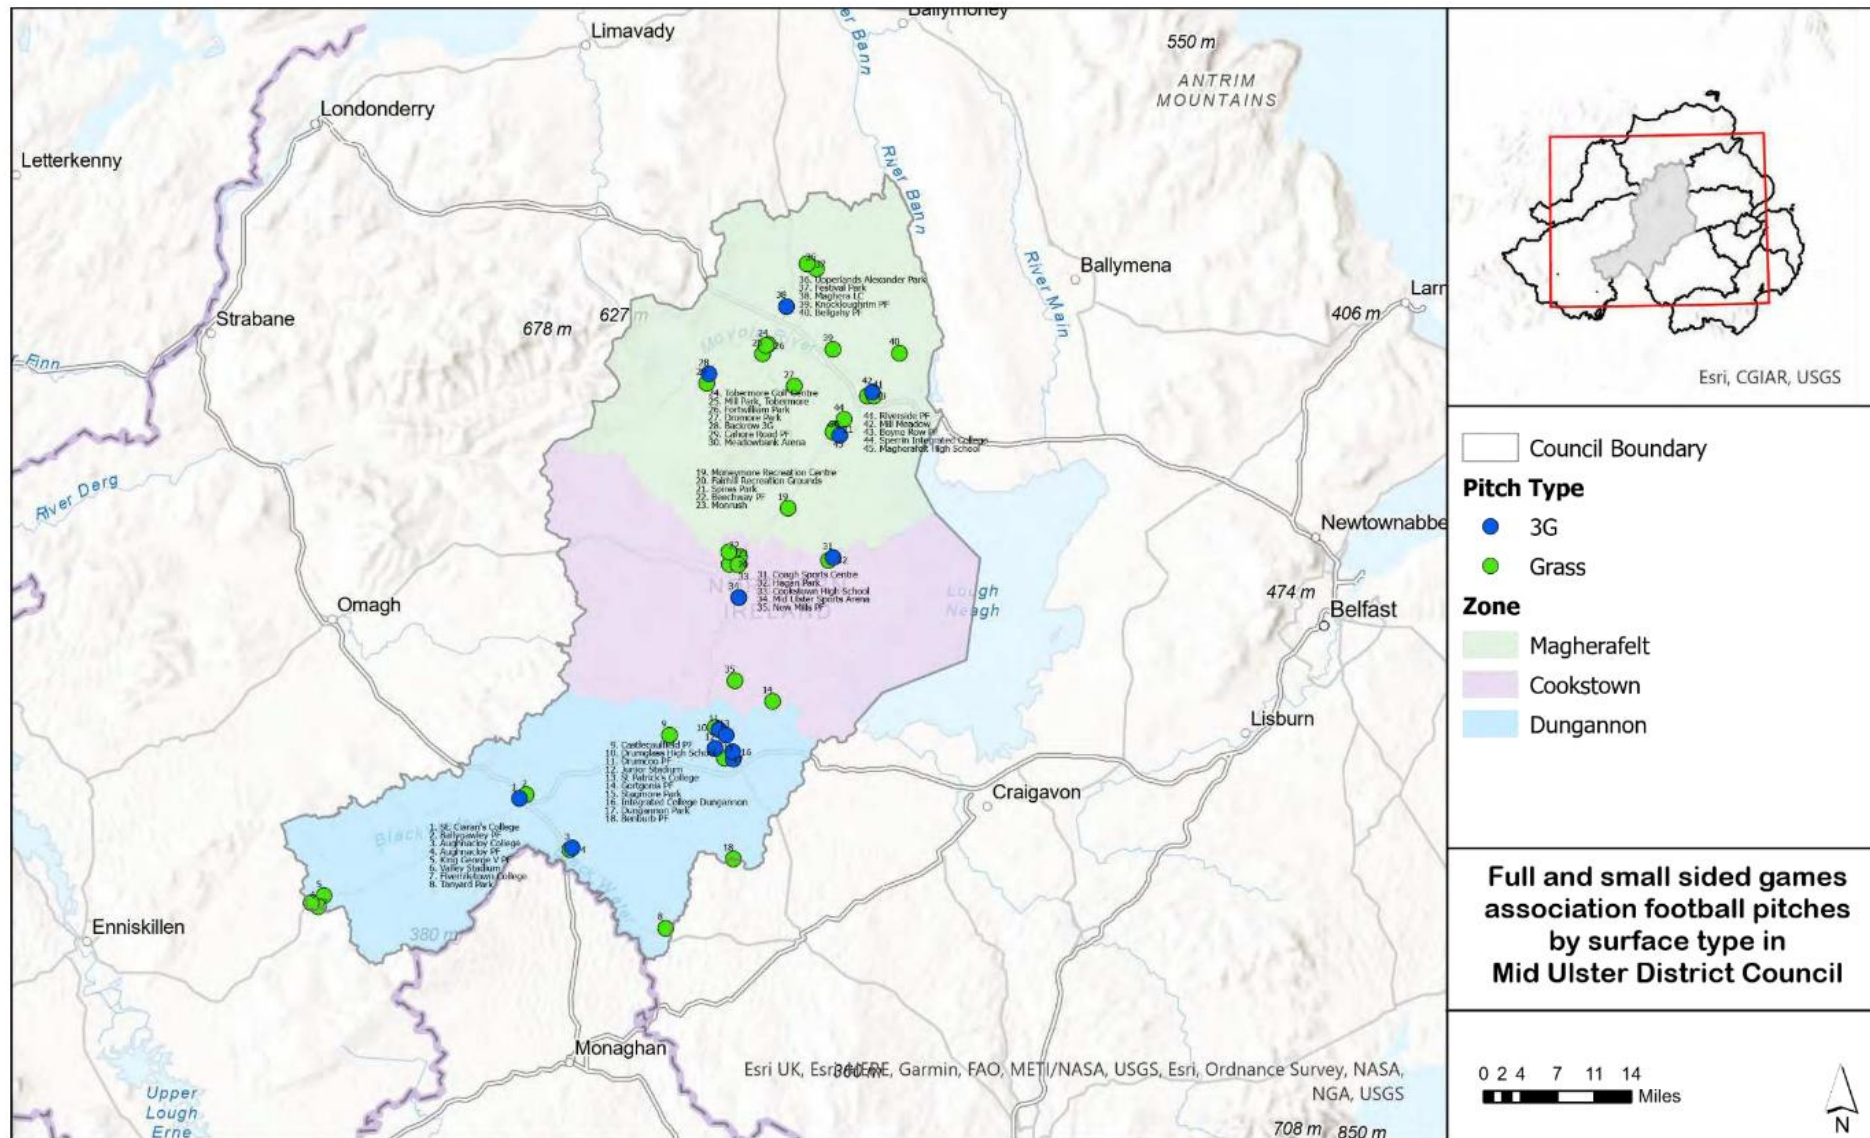 Ballymoney
Limavady
River Bann
550 m
ANTRIM
MOUNTAINS
Londonderry
Letterkenny
River Bann
Ballymena
River Main
Strabane
678 m
627 m
406 m
Moyola River
36. Upperlands Alexander Park
37. Festival Park
38. Maghera LC
39. Knockloughrim PF
40. Bellaghy PF
24. Tobermore Golf Centre
25. Mill Park, Tobermore
26. Fortwilliam Park
27. Dromore Park
28. Backrow 3G
29. Cahore Road PF
30. Meadowbank Arena
41. Riverside PF
42. Mill Meadow
43. Boyne Row PF
44. Sperrin Integrated College
45. Magherafelt High School
River Derg
19. Moneymore Recreation Centre
20. Fairhill Recreation Grounds
21. Spires Park
22. Beechway PF
23. Monrush
Newtownabbe
31. Coagh Sports Centre
32. Hagan Park
33. Cookstown High School
34. Mid Ulster Sports Arena
35. New Mills PF
IRELAND
Lough
Neagh
474 m
Omagh
Belfast
Lisburn
9. Castlecaulfield PF
10. Drumglass High School
11. Drumcoo PF
12. Junior Stadium
13. St Patrick's College
14. Gortgonis PF
15. Stagmore Park
16. Integrated College Dungannon
17. Dungannon Park
18. Benburb PF
Craigavon
1. St Ciaran's College
2. Ballygawley PF
3. Aughnacloy College
4. Aughnacloy PF
5. King George V PF
6. Valley Stadium
7. Fivemiletown College
8. Tanyard Park
Enniskillen
380 m
Monaghan
Upper
Lough
Erne
Esri UK, Esri, HERE, Garmin, FAO, METI/NASA, USGS, Esri, Ordnance Survey, NASA,
NGA, USGS
708 m
850 m
Esri, CGIAR, USGS
Council Boundary
Pitch Type
3G
Grass
Zone
Magherafelt
Cookstown
Dungannon
Full and small sided games
association football pitches
by surface type in
Mid Ulster District Council
0 2 4 7 11 14
Miles
N